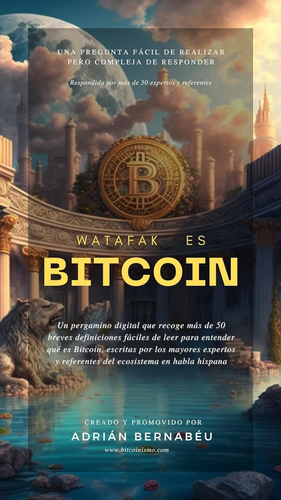 UNA PREGUNTA FÁCIL DE REALIZAR
PERO COMPLEJA DE RESPONDER
Respondida por más de 50 expertos y referentes
WATAFAK ES
BITCOIN
Un pergamino digital que recoge más de 50
breves definiciones fáciles de leer para entender
qué es Bitcoin, escritas por los mayores expertos
y referentes del ecosistema en habla hispana
CREADO Y PROMOVIDO POR
ADRIÁN BERNABÉU
www.bitcoinismo.com